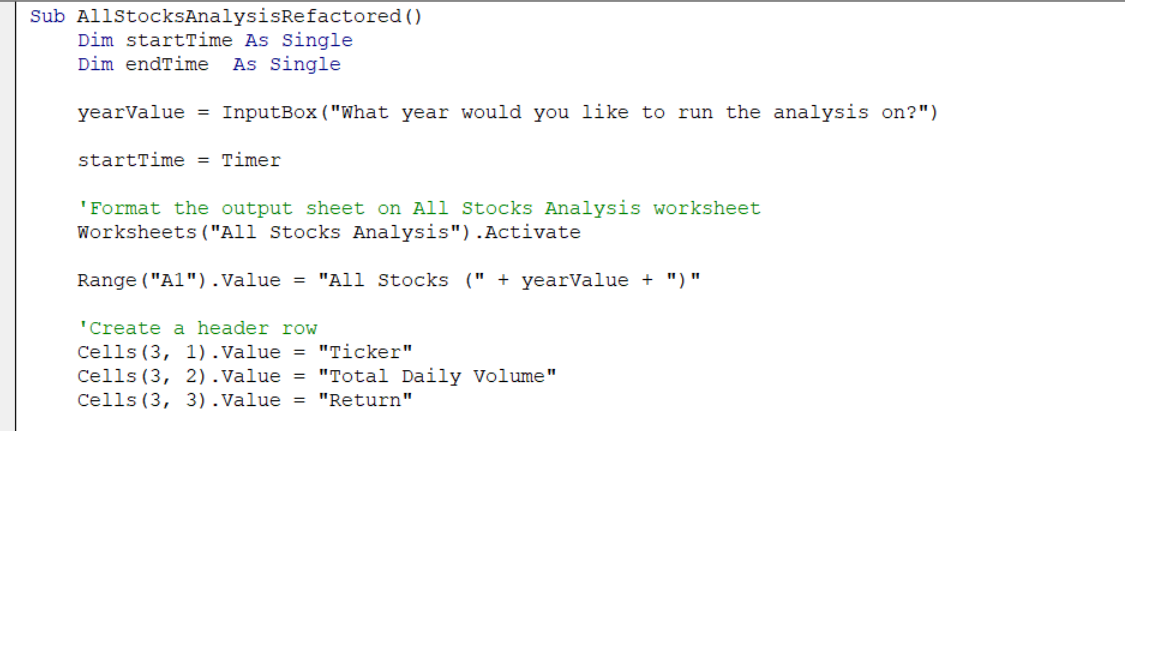 Sub AllStocksAnalysisRefactored()
Dim startTime As Single
Dim endTime  As Single
yearValue = InputBox("What year would you like to run the analysis on?")
startTime = Timer
'Format the output sheet on All Stocks Analysis worksheet
Worksheets("All Stocks Analysis").Activate
Range("A1").Value = "All Stocks (" + yearValue + ")"
'Create a header row
Cells(3, 1).Value = "Ticker"
Cells(3, 2).Value = "Total Daily Volume"
Cells(3, 3).Value = "Return"